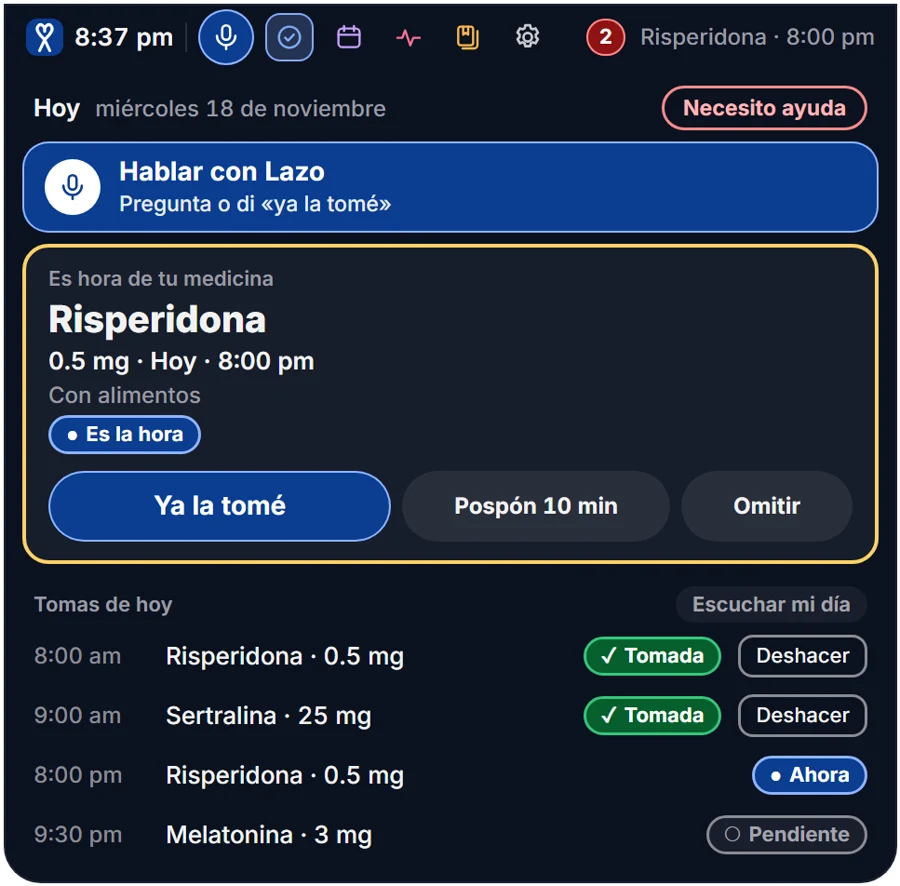 8:37 pm 2 Risperidona · 8:00 pm
Hoy miércoles 18 de noviembre Necesito ayuda
Hablar con Lazo
Pregunta o di «ya la tomé»
Es hora de tu medicina
Risperidona
0.5 mg · Hoy · 8:00 pm
Con alimentos
• Es la hora
Ya la tomé Pospón 10 min Omitir
Tomas de hoy Escuchar mi día
8:00 am Risperidona · 0.5 mg ✓ Tomada Deshacer
9:00 am Sertralina · 25 mg ✓ Tomada Deshacer
8:00 pm Risperidona · 0.5 mg • Ahora
9:30 pm Melatonina · 3 mg ○ Pendiente